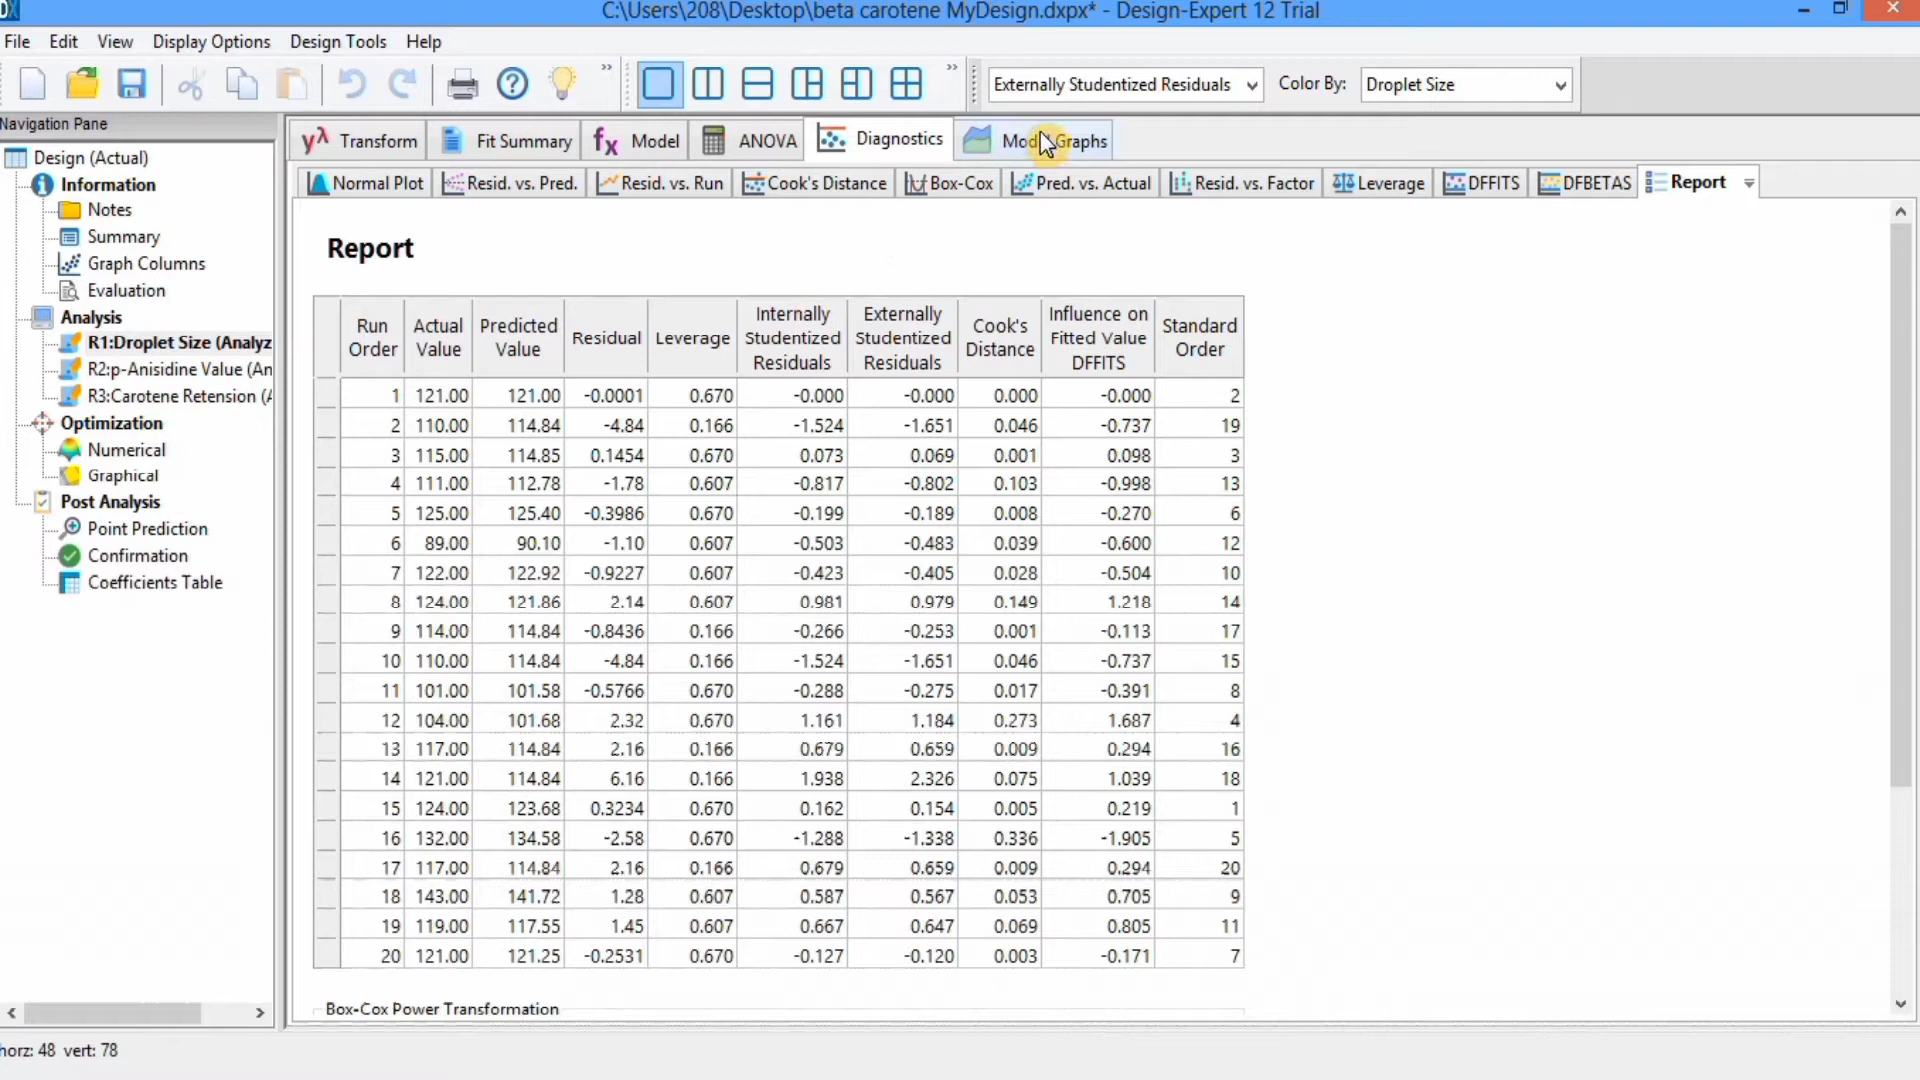 DX
C:\Users\208\Desktop\beta carotene MyDesign.dxpx* - Design-Expert 12 Trial
File Edit View Display Options Design Tools Help
Externally Studentized Residuals Color By: Droplet Size
Navigation Pane
Design (Actual)
Information
Notes
Summary
Graph Columns
Evaluation
Analysis
R1:Droplet Size (Analyz
R2:p-Anisidine Value (An
R3:Carotene Retension (A
Optimization
Numerical
Graphical
Post Analysis
Point Prediction
Confirmation
Coefficients Table
yλ Transform Fit Summary fx Model ANOVA Diagnostics Graphs
Normal Plot Resid. vs. Pred. Resid. vs. Run Cook's Distance Box-Cox Pred. vs. Actual Resid. vs. Factor Leverage DFFITS DFBETAS Report
Report
Run Order Actual Value Predicted Value Residual Leverage Internally Studentized Residuals Externally Studentized Residuals Cook's Distance Influence on Fitted Value DFFITS Standard Order
1 121.00 121.00 -0.0001 0.670 -0.000 -0.000 0.000 -0.000 2
2 110.00 114.84 -4.84 0.166 -1.524 -1.651 0.046 -0.737 19
3 115.00 114.85 0.1454 0.670 0.073 0.069 0.001 0.098 3
4 111.00 112.78 -1.78 0.607 -0.817 -0.802 0.103 -0.998 13
5 125.00 125.40 -0.3986 0.670 -0.199 -0.189 0.008 -0.270 6
6 89.00 90.10 -1.10 0.607 -0.503 -0.483 0.039 -0.600 12
7 122.00 122.92 -0.9227 0.607 -0.423 -0.405 0.028 -0.504 10
8 124.00 121.86 2.14 0.607 0.981 0.979 0.149 1.218 14
9 114.00 114.84 -0.8436 0.166 -0.266 -0.253 0.001 -0.113 17
10 110.00 114.84 -4.84 0.166 -1.524 -1.651 0.046 -0.737 15
11 101.00 101.58 -0.5766 0.670 -0.288 -0.275 0.017 -0.391 8
12 104.00 101.68 2.32 0.670 1.161 1.184 0.273 1.687 4
13 117.00 114.84 2.16 0.166 0.679 0.659 0.009 0.294 16
14 121.00 114.84 6.16 0.166 1.938 2.326 0.075 1.039 18
15 124.00 123.68 0.3234 0.670 0.162 0.154 0.005 0.219 1
16 132.00 134.58 -2.58 0.670 -1.288 -1.338 0.336 -1.905 5
17 117.00 114.84 2.16 0.166 0.679 0.659 0.009 0.294 20
18 143.00 141.72 1.28 0.607 0.587 0.567 0.053 0.705 9
19 119.00 117.55 1.45 0.607 0.667 0.647 0.069 0.805 11
20 121.00 121.25 -0.2531 0.670 -0.127 -0.120 0.003 -0.171 7
Box-Cox Power Transformation
horz: 48 vert: 78